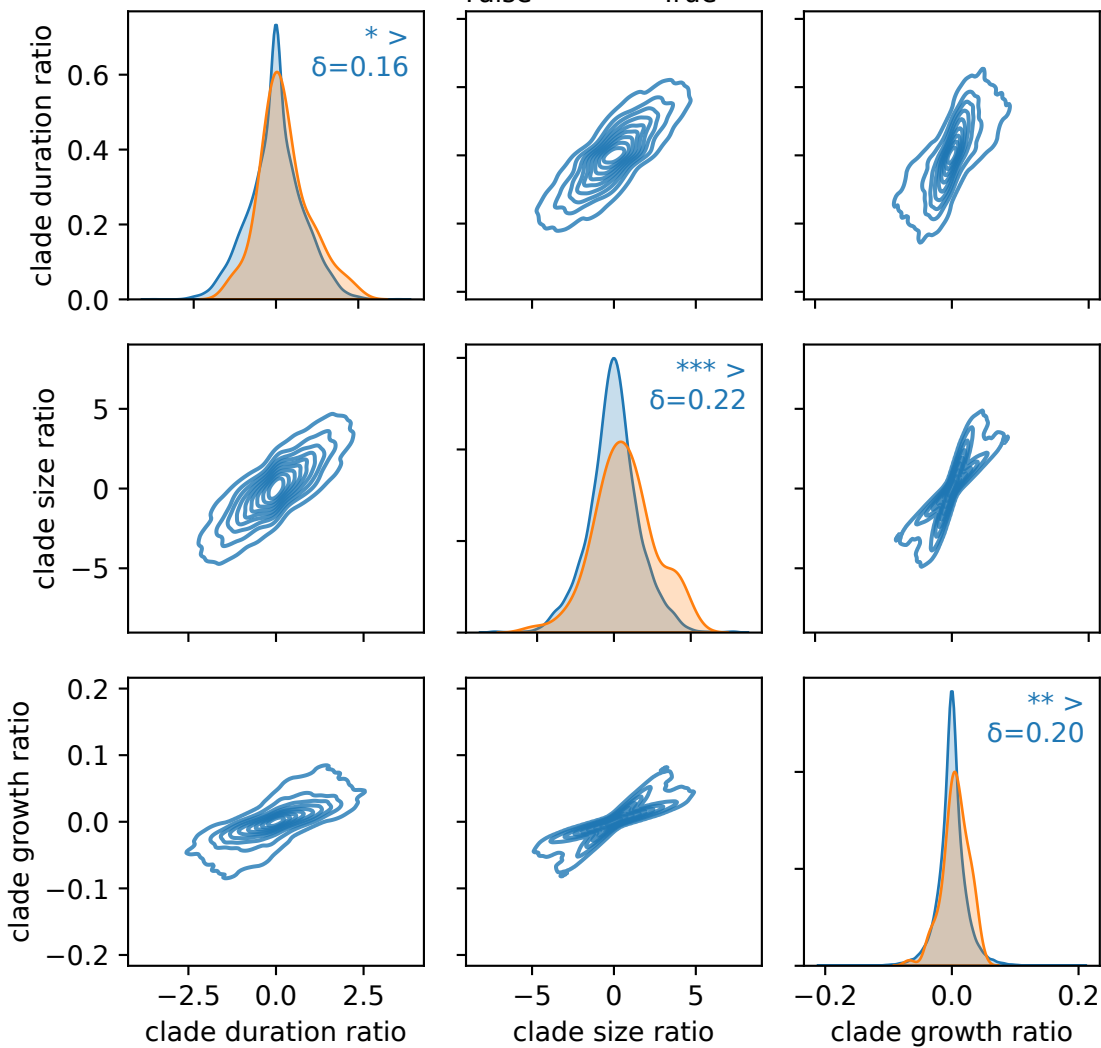 clade duration ratio
0.6
0.4
0.2
0.0
* >
δ=0.16
clade size ratio
5
0
−5
*** >
δ=0.22
clade growth ratio
0.2
0.1
0.0
−0.1
−0.2
** >
δ=0.20
−2.5 0.0 2.5
clade duration ratio
−5 0 5
clade size ratio
−0.2 0.0 0.2
clade growth ratio